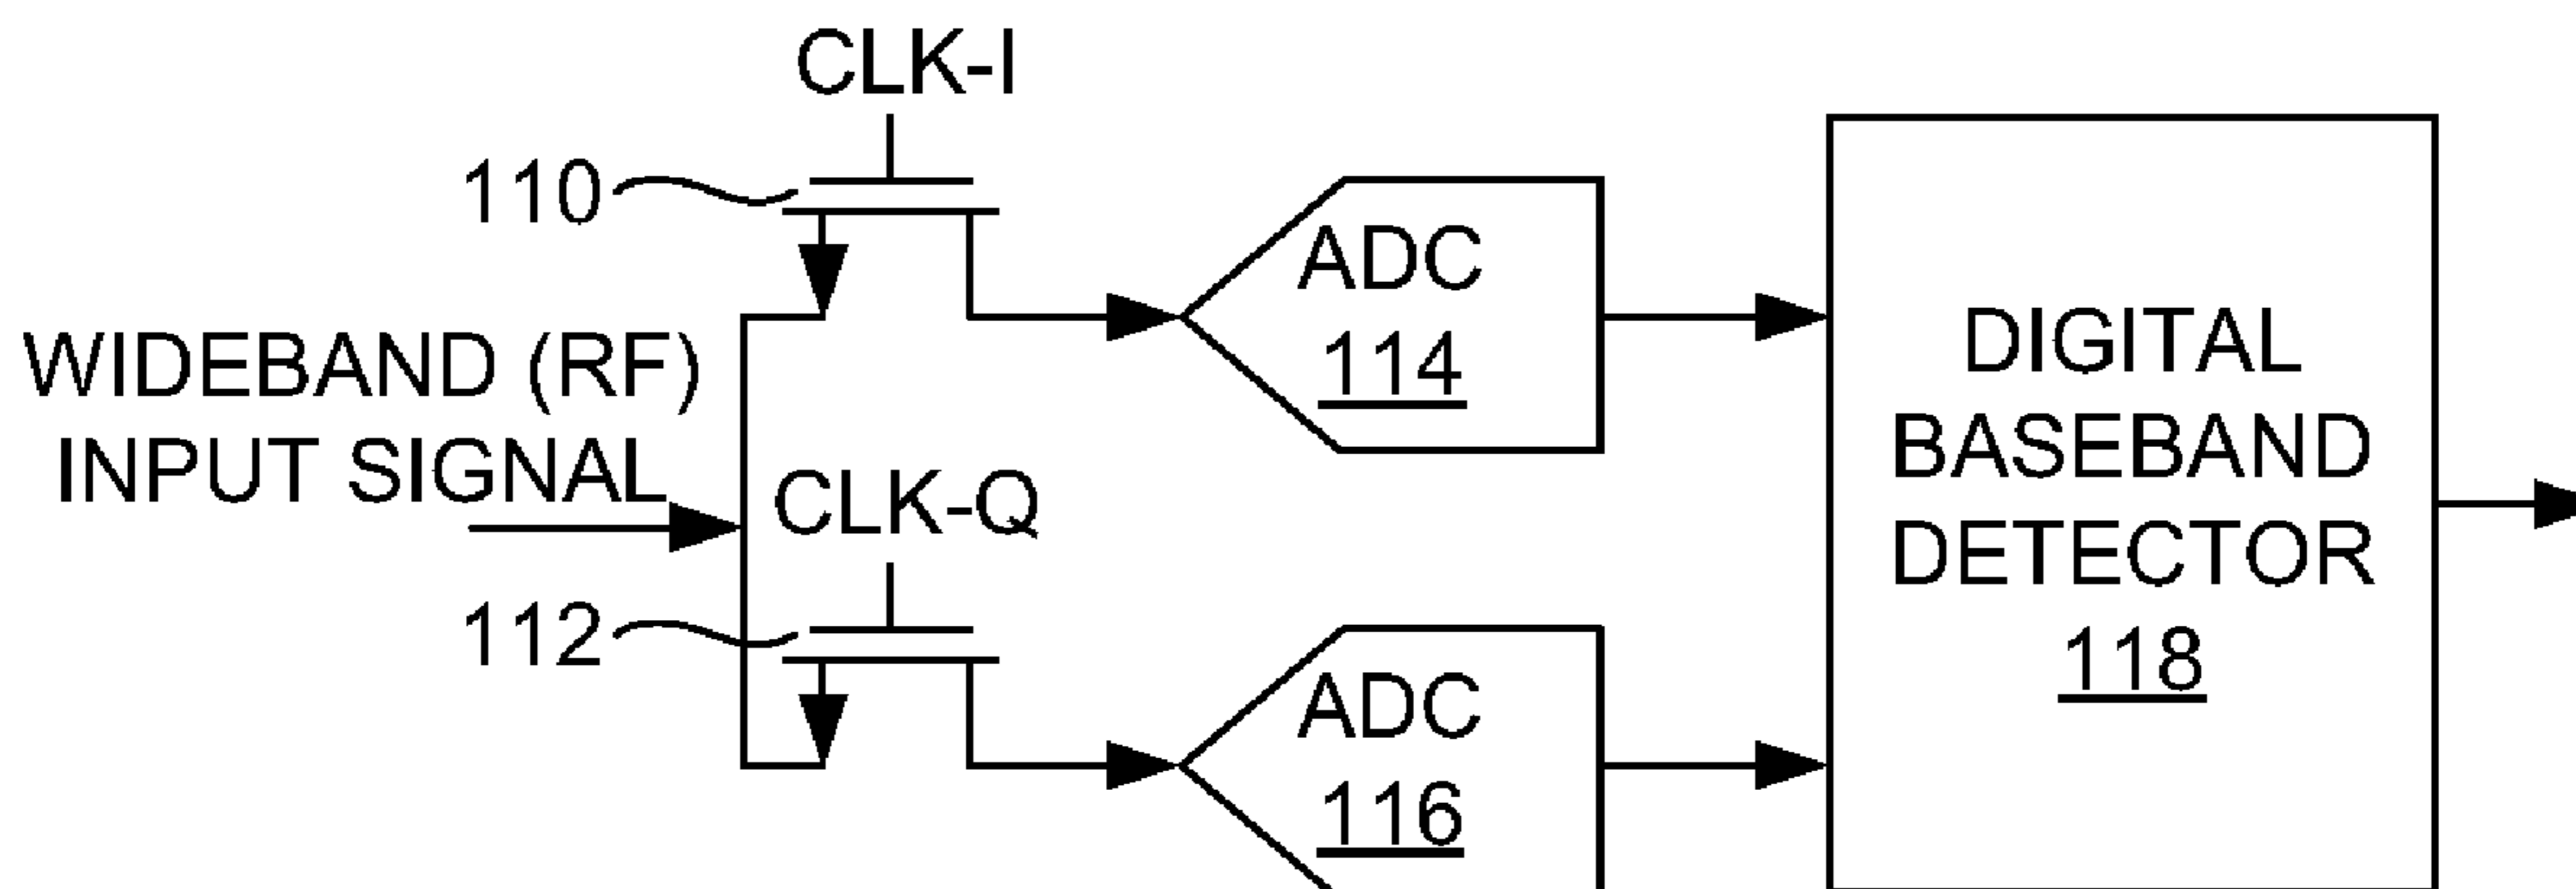 CLK-I
110
ADC
114
WIDEBAND (RF)
INPUT SIGNAL
CLK-Q
112
ADC
116
DIGITAL
BASEBAND
DETECTOR
118